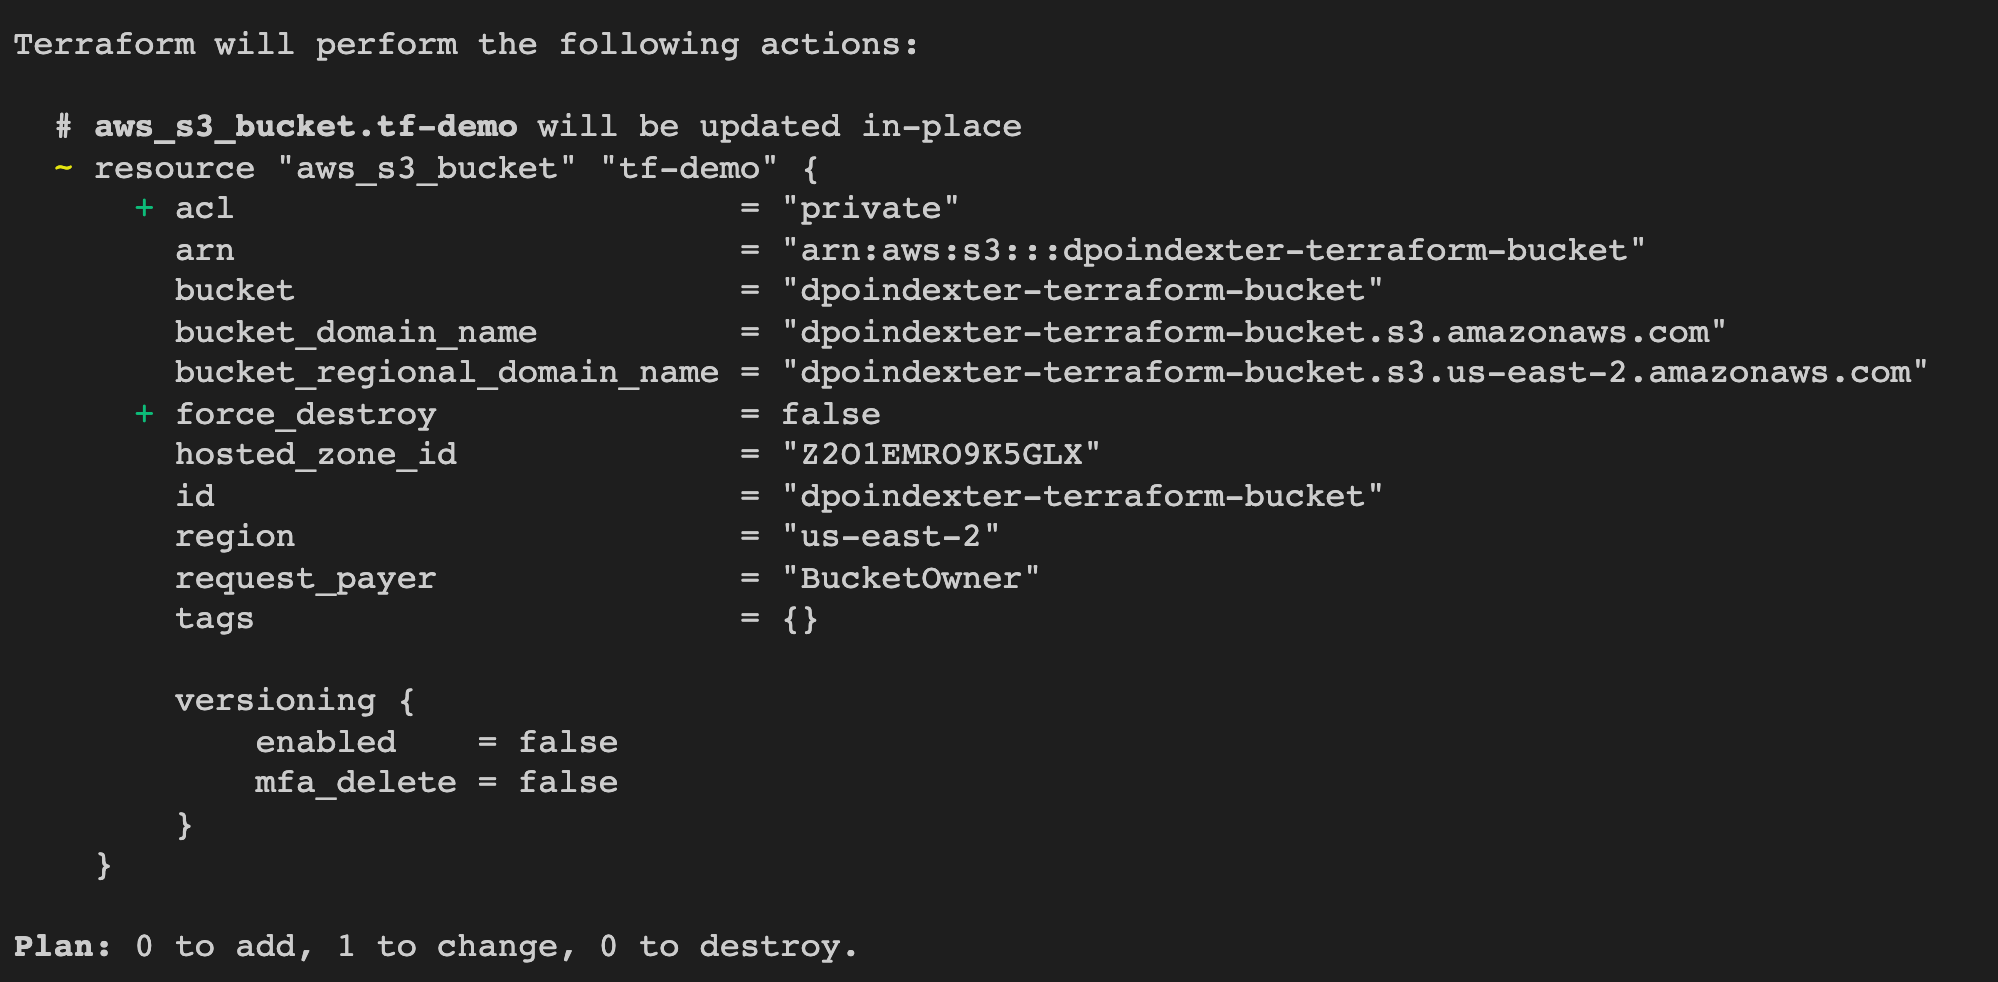 Terraform will perform the following actions:

  # aws_s3_bucket.tf-demo will be updated in-place
  ~ resource "aws_s3_bucket" "tf-demo" {
      + acl                         = "private"
        arn                         = "arn:aws:s3:::dpoindexter-terraform-bucket"
        bucket                      = "dpoindexter-terraform-bucket"
        bucket_domain_name          = "dpoindexter-terraform-bucket.s3.amazonaws.com"
        bucket_regional_domain_name = "dpoindexter-terraform-bucket.s3.us-east-2.amazonaws.com"
      + force_destroy               = false
        hosted_zone_id              = "Z2O1EMRO9K5GLX"
        id                          = "dpoindexter-terraform-bucket"
        region                      = "us-east-2"
        request_payer               = "BucketOwner"
        tags                        = {}

        versioning {
            enabled    = false
            mfa_delete = false
        }
    }

Plan: 0 to add, 1 to change, 0 to destroy.